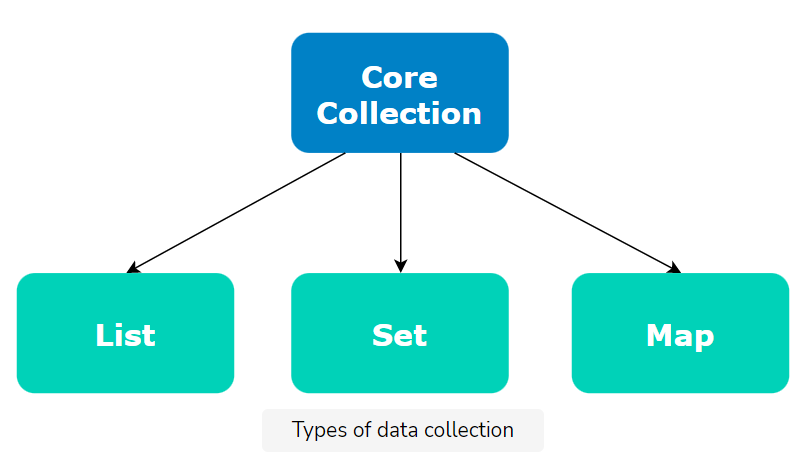 Core
Collection
List
Set
Map
Types of data collection